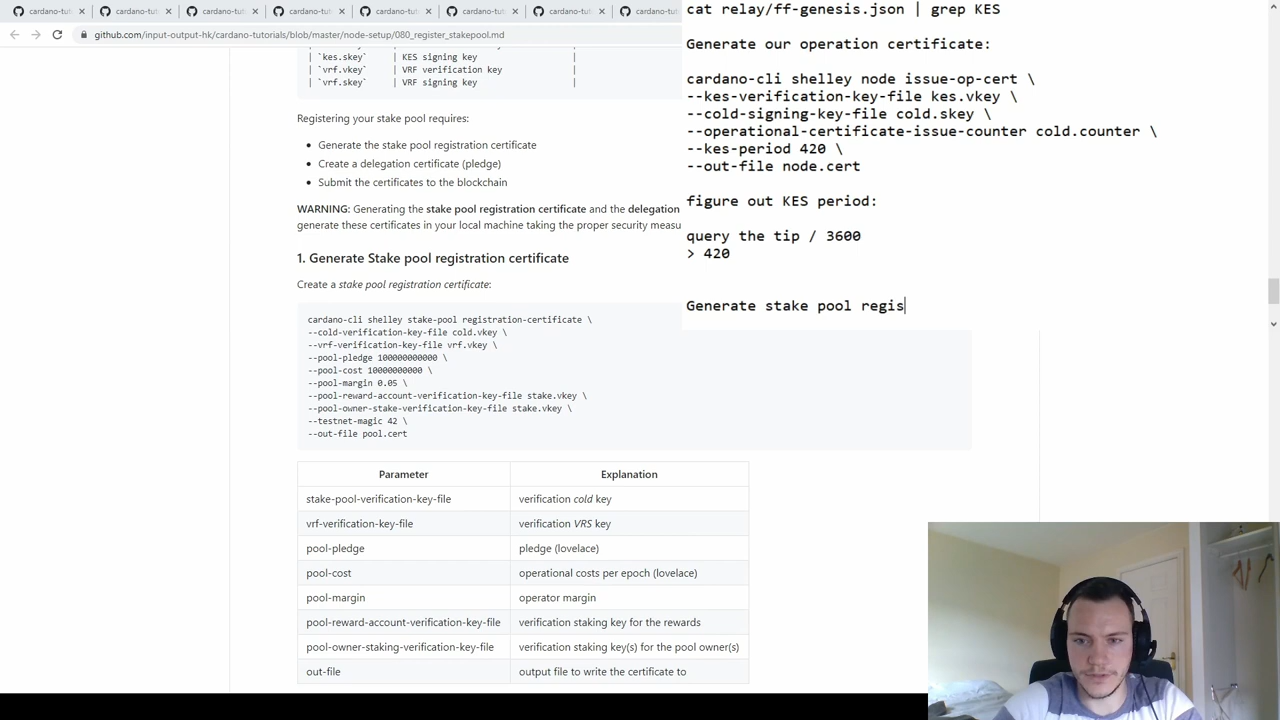 cardano-tut
cardano-tut
cardano-tut
cardano-tut
cardano-tut
cardano-tut
cardano-tut
cardano-tut
github.com/input-output-hk/cardano-tutorials/blob/master/node-setup/080_register_stakepool.md
| `kes.skey` | KES signing key |
| `vrf.vkey` | VRF verification key |
| `vrf.skey` | VRF signing key |
Registering your stake pool requires:
• Generate the stake pool registration certificate
• Create a delegation certificate (pledge)
• Submit the certificates to the blockchain
WARNING: Generating the stake pool registration certificate and the delegation
generate these certificates in your local machine taking the proper security measu
1. Generate Stake pool registration certificate
Create a stake pool registration certificate:
cardano-cli shelley stake-pool registration-certificate \
--cold-verification-key-file cold.vkey \
--vrf-verification-key-file vrf.vkey \
--pool-pledge 100000000000 \
--pool-cost 10000000000 \
--pool-margin 0.05 \
--pool-reward-account-verification-key-file stake.vkey \
--pool-owner-stake-verification-key-file stake.vkey \
--testnet-magic 42 \
--out-file pool.cert
Parameter Explanation
stake-pool-verification-key-file verification cold key
vrf-verification-key-file verification VRS key
pool-pledge pledge (lovelace)
pool-cost operational costs per epoch (lovelace)
pool-margin operator margin
pool-reward-account-verification-key-file verification staking key for the rewards
pool-owner-staking-verification-key-file verification staking key(s) for the pool owner(s)
out-file output file to write the certificate to
cat relay/ff-genesis.json | grep KES
Generate our operation certificate:
cardano-cli shelley node issue-op-cert \
--kes-verification-key-file kes.vkey \
--cold-signing-key-file cold.skey \
--operational-certificate-issue-counter cold.counter \
--kes-period 420 \
--out-file node.cert
figure out KES period:
query the tip / 3600
> 420
Generate stake pool regis